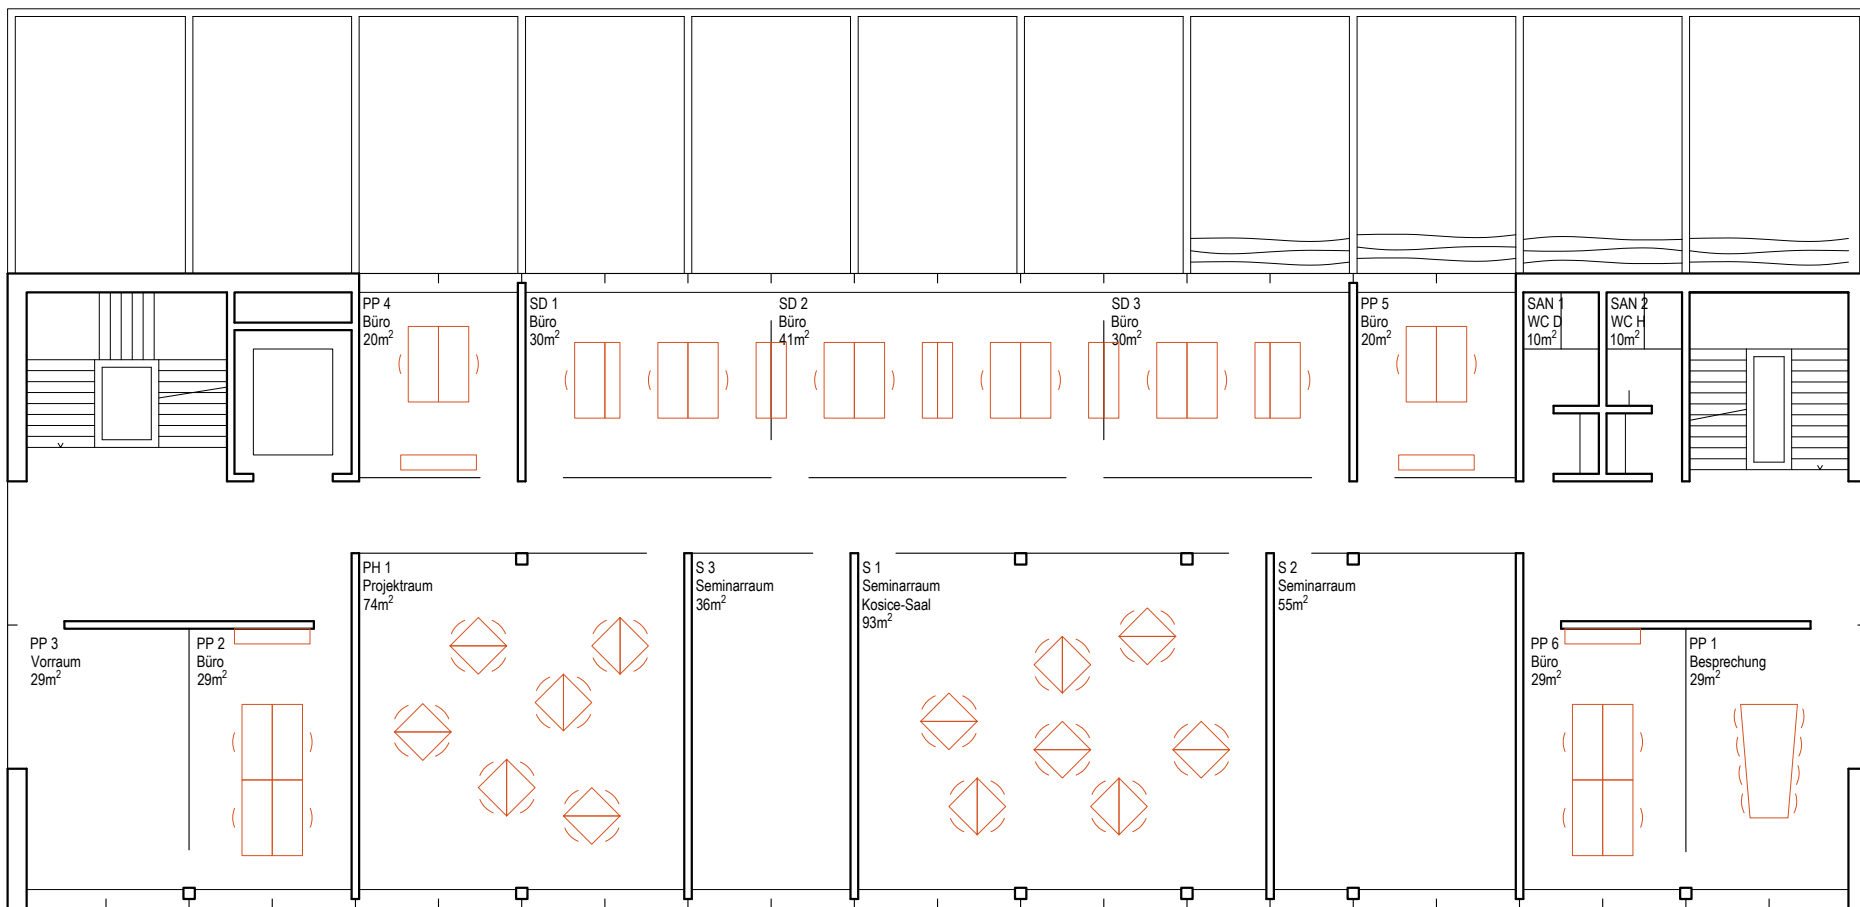 PP 4
Büro
20m²
SD 1
Büro
30m²
SD 2
Büro
41m²
SD 3
Büro
30m²
PP 5
Büro
20m²
SAN 1
WC D
10m²
SAN 2
WC H
10m²
PH 1
Projektraum
74m²
S 3
Seminarraum
36m²
S 1
Seminarraum
Kosice-Saal
93m²
S 2
Seminarraum
55m²
PP 3
Vorraum
29m²
PP 2
Büro
29m²
PP 6
Büro
29m²
PP 1
Besprechung
29m²